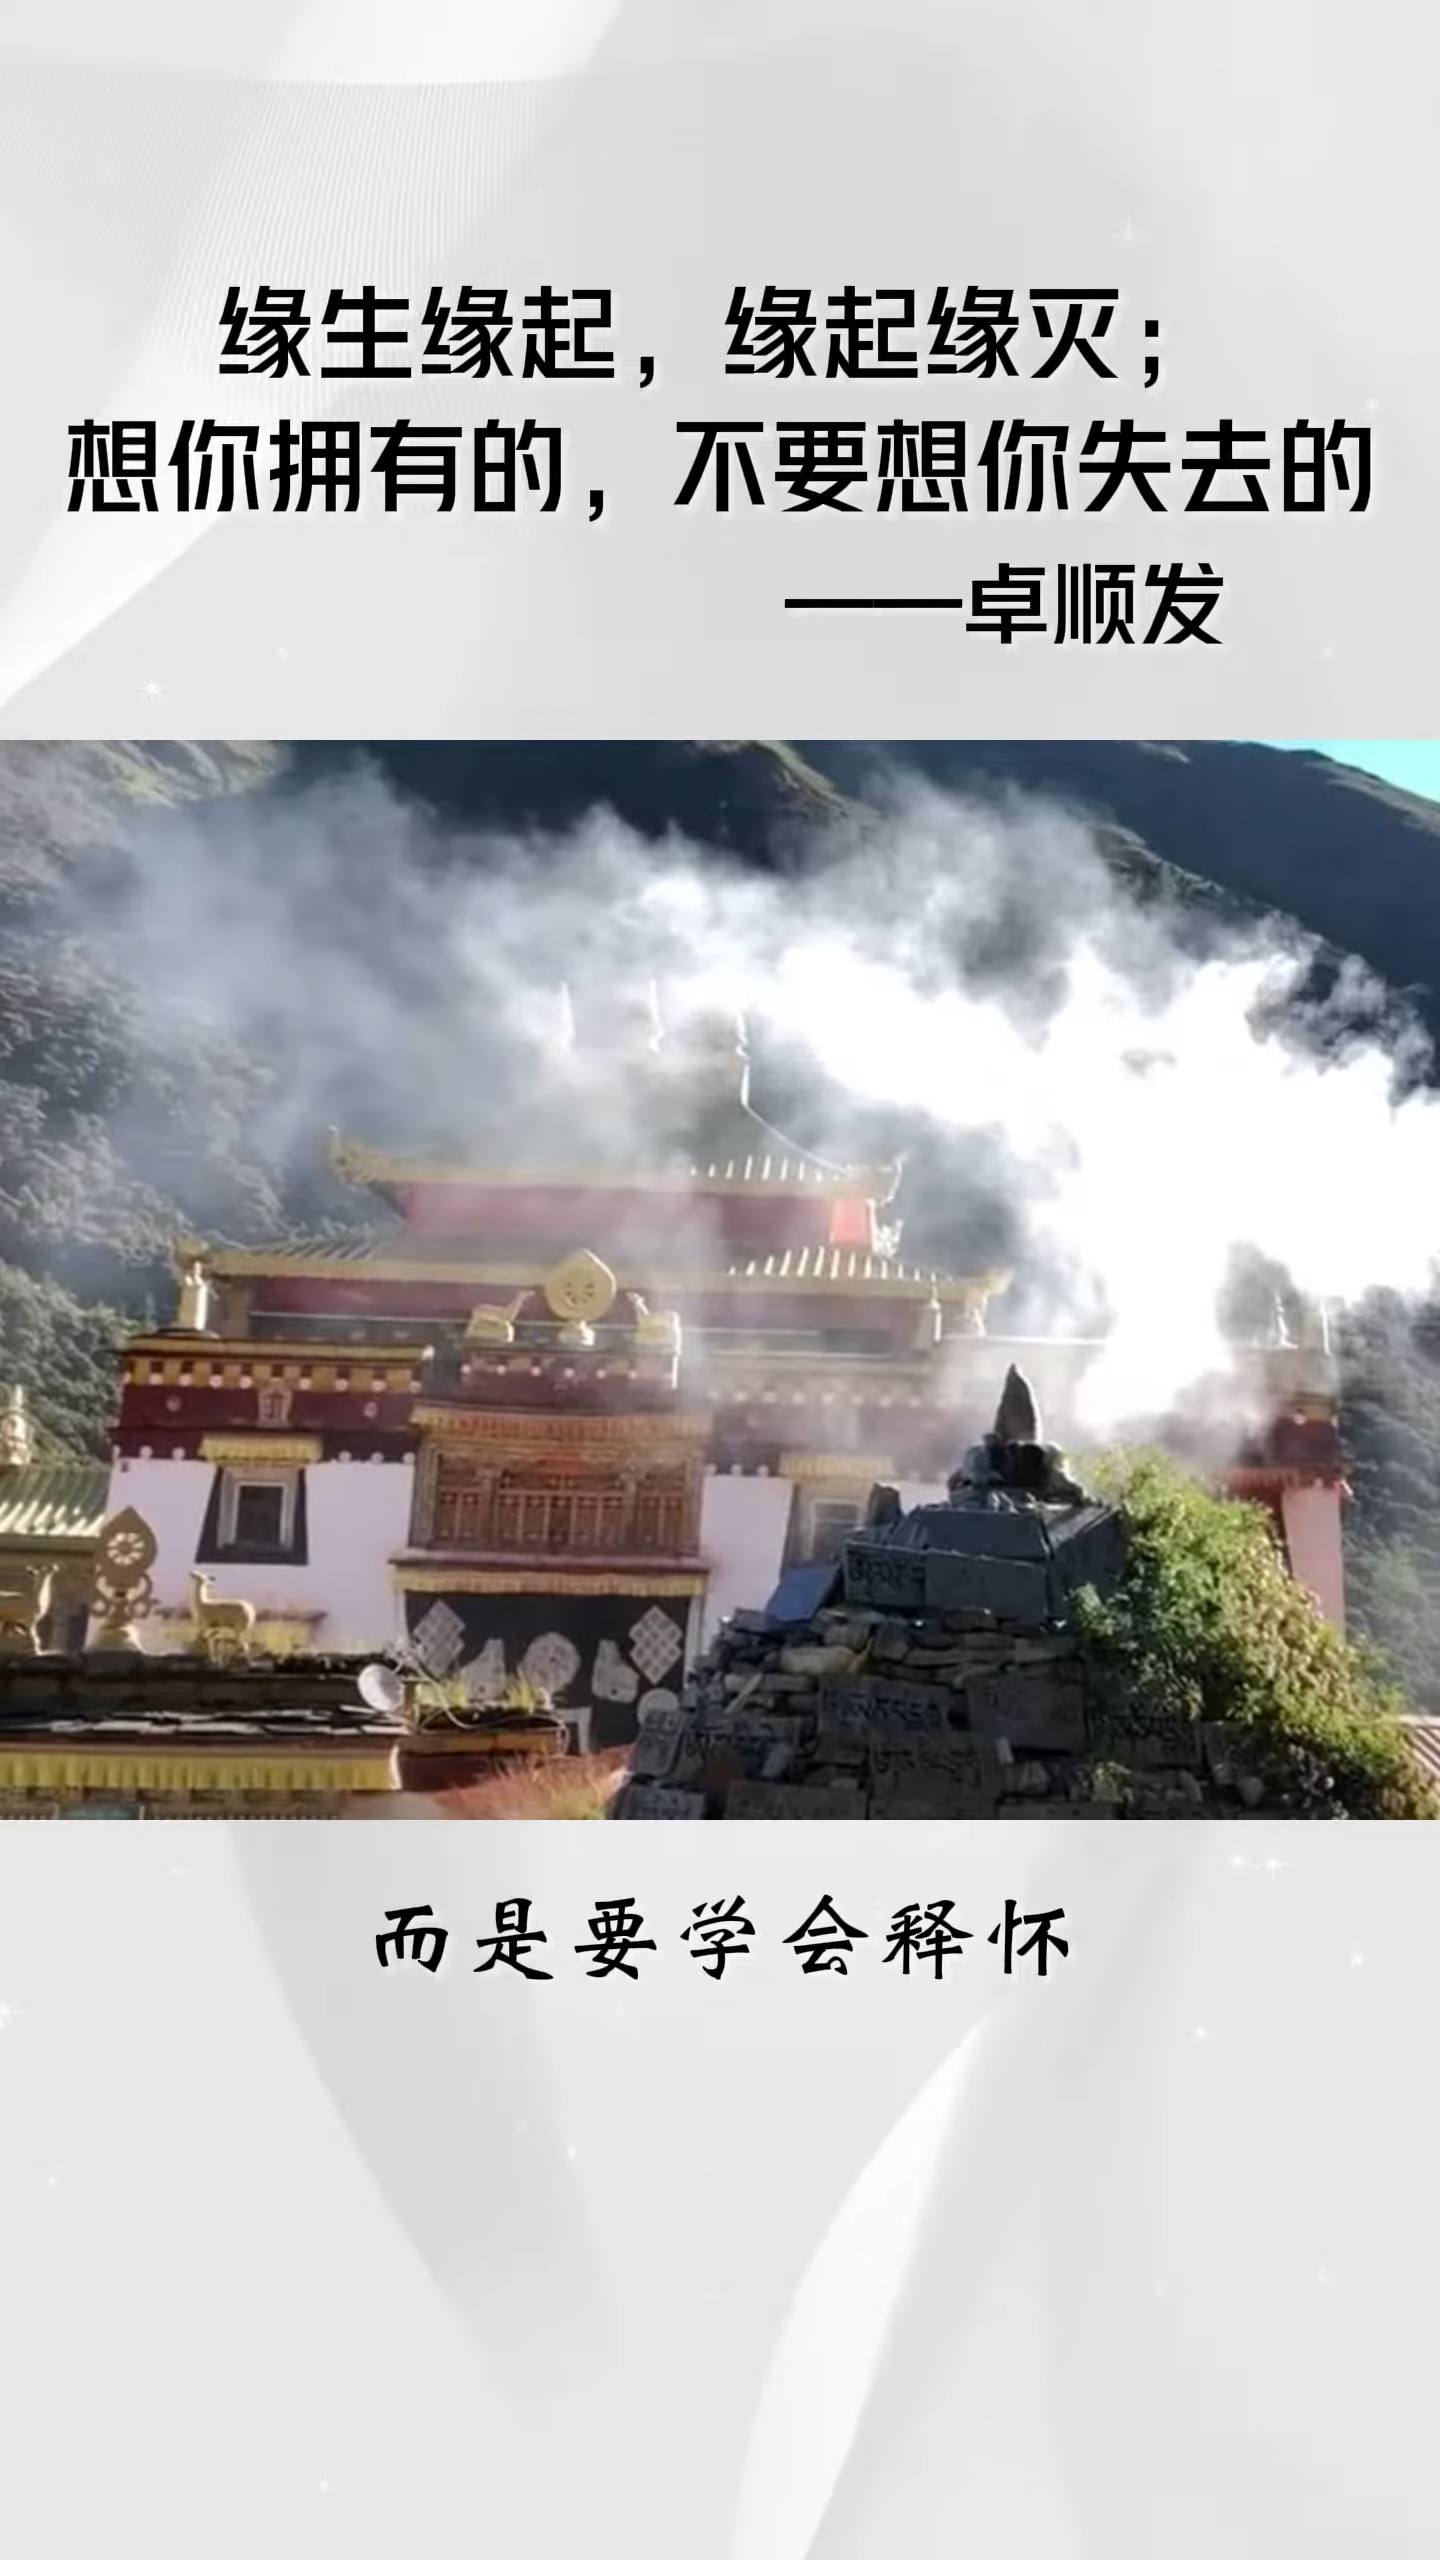 缘生缘起，缘起缘灭；
想你拥有的，不要想你失去的
——卓顺发
而是要学会释怀